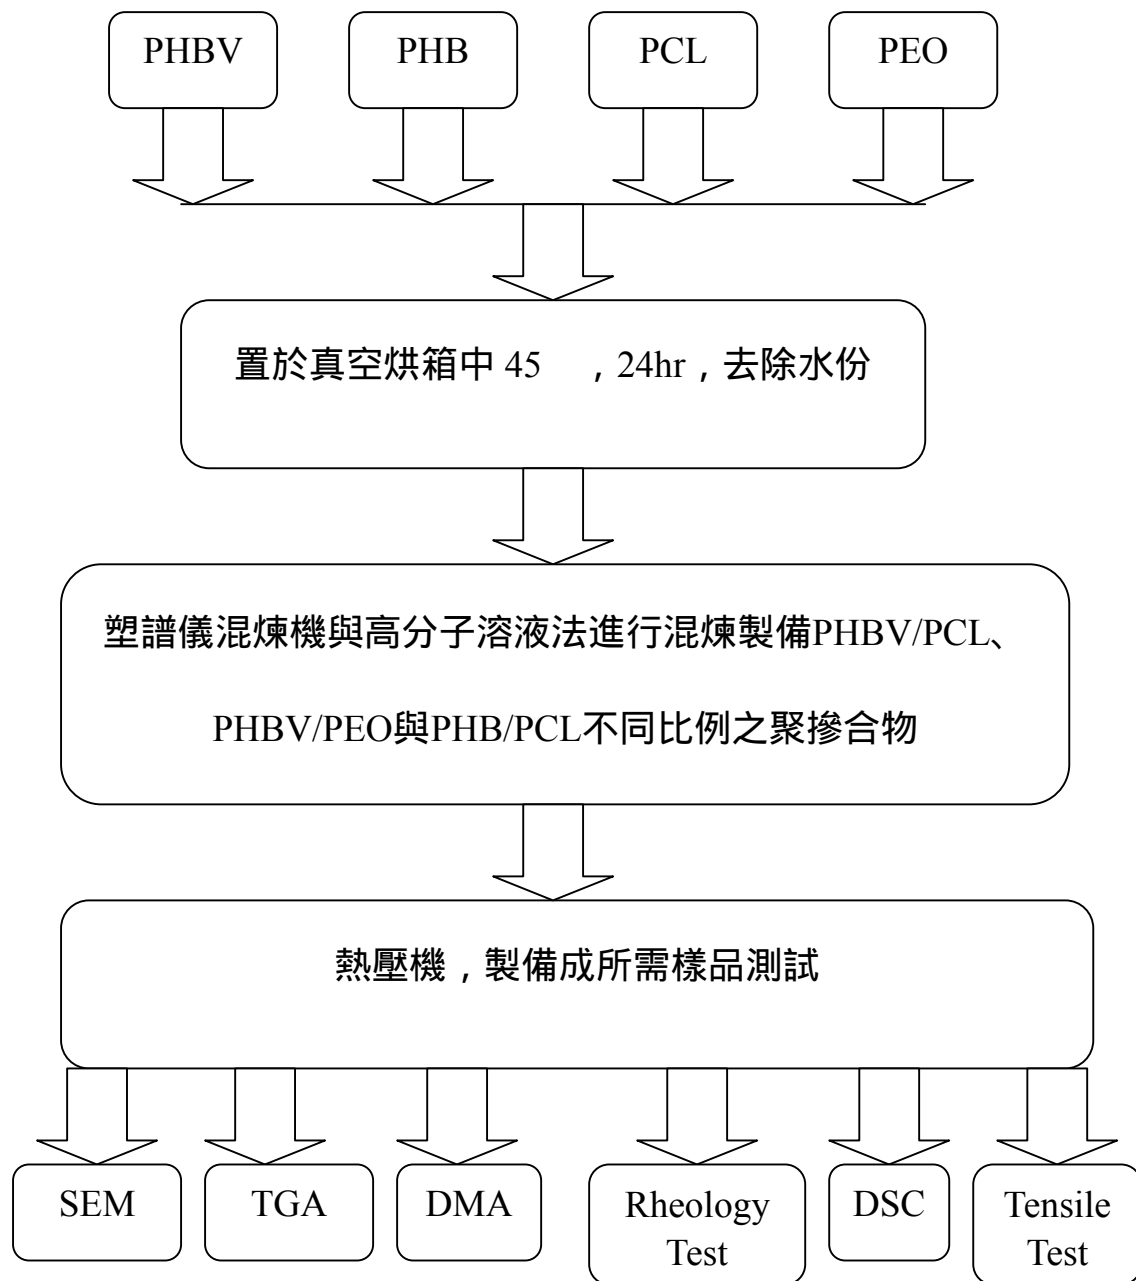 PHBV PHB PCL PEO
置於真空烘箱中 45 ，24hr，去除水份
塑譜儀混煉機與高分子溶液法進行混煉製備PHBV/PCL、
PHBV/PEO與PHB/PCL不同比例之聚摻合物
熱壓機，製備成所需樣品測試
SEM TGA DMA Rheology DSC Tensile
Test Test